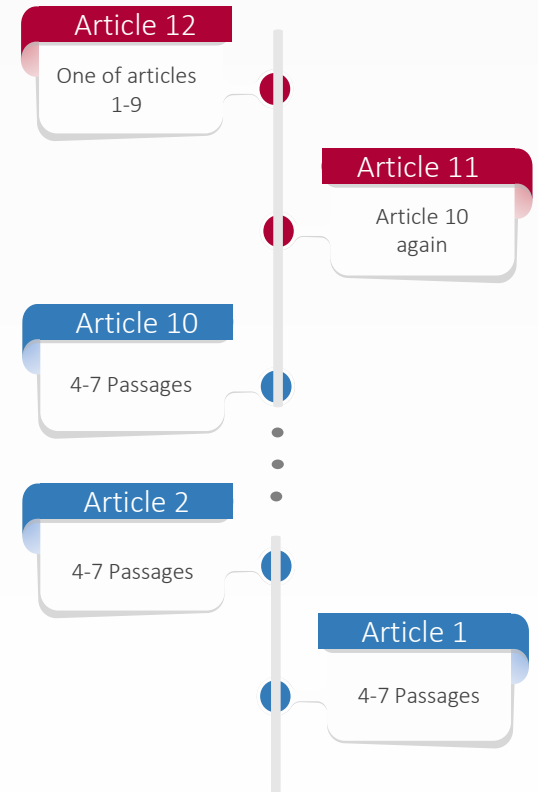 Article 12
One of articles
1-9
Article 11
Article 10
again
Article 10
4-7 Passages
Article 2
4-7 Passages
Article 1
4-7 Passages